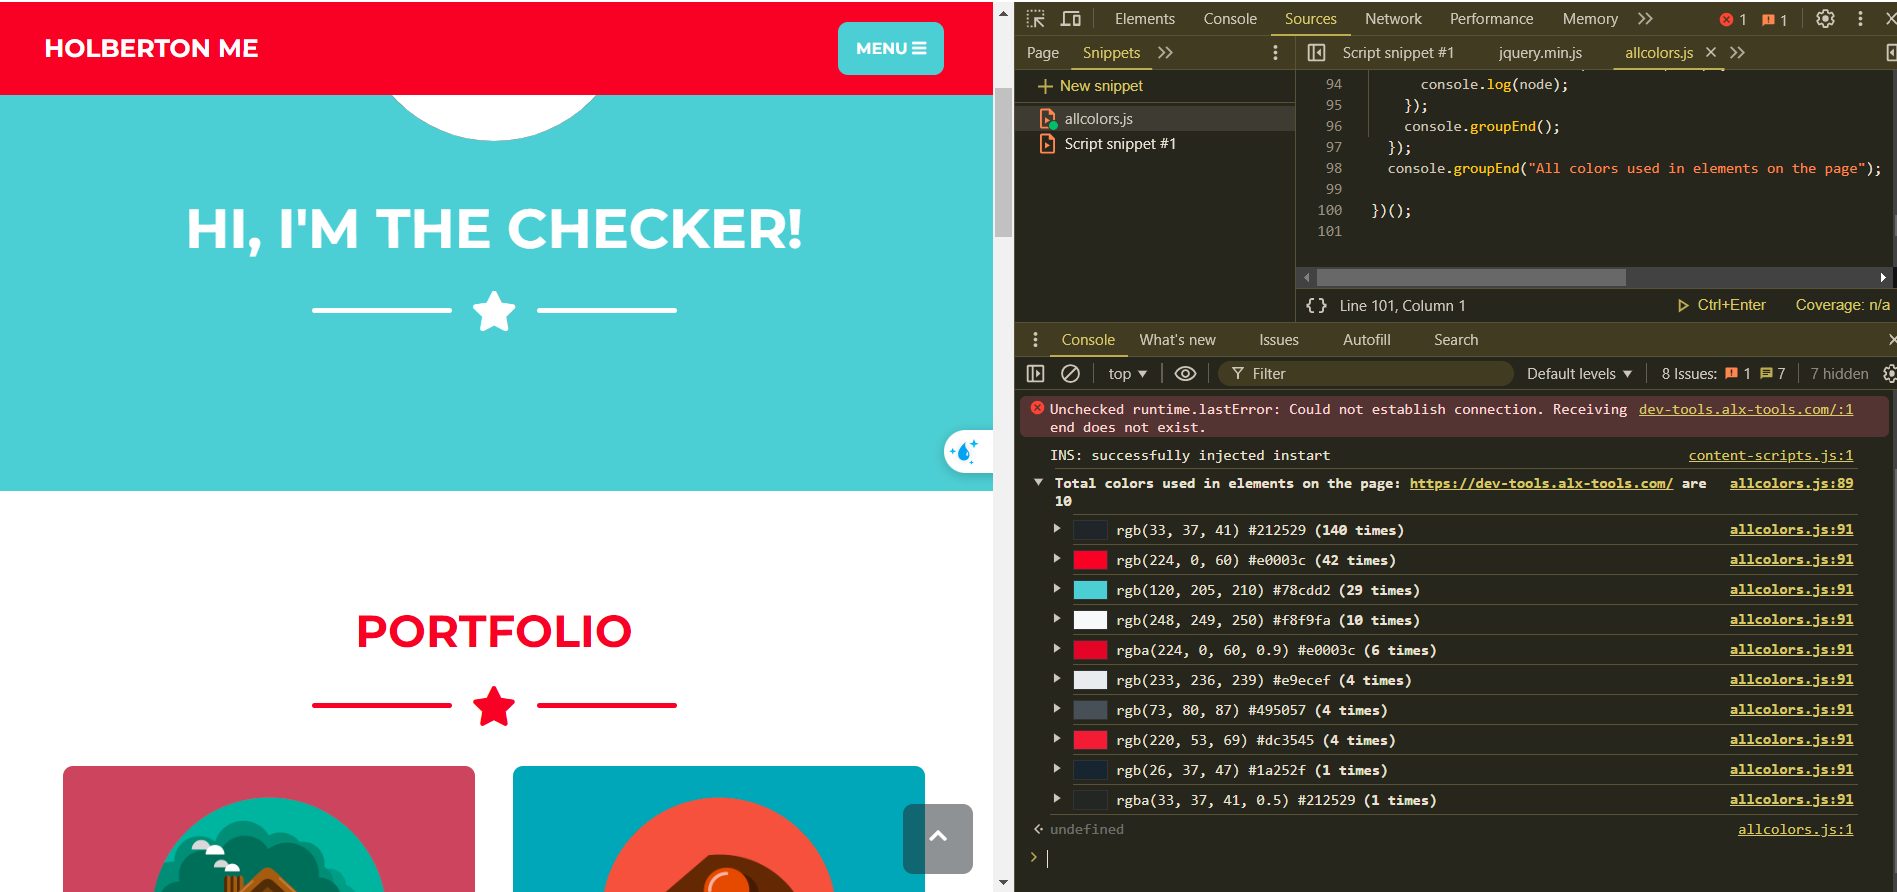 HOLBERTON ME
MENU
HI, I'M THE CHECKER!
PORTFOLIO
Elements Console Sources Network Performance Memory 1 1
Page Snippets
Script snippet #1 jquery.min.js allcolors.js
New snippet
allcolors.js
Script snippet #1
94 console.log(node);
95 });
96 console.groupEnd();
97 });
98 console.groupEnd("All colors used in elements on the page");
99
100 })();
101
{} Line 101, Column 1 Ctrl+Enter Coverage: n/a
Console What's new Issues Autofill Search
top Filter Default levels 8 Issues: 1 7 7 hidden
Unchecked runtime.lastError: Could not establish connection. Receiving dev-tools.alx-tools.com/:1
end does not exist.
INS: successfully injected instart content-scripts.js:1
Total colors used in elements on the page: https://dev-tools.alx-tools.com/ are allcolors.js:89
10
rgb(33, 37, 41) #212529 (140 times) allcolors.js:91
rgb(224, 0, 60) #e0003c (42 times) allcolors.js:91
rgb(120, 205, 210) #78cdd2 (29 times) allcolors.js:91
rgb(248, 249, 250) #f8f9fa (10 times) allcolors.js:91
rgba(224, 0, 60, 0.9) #e0003c (6 times) allcolors.js:91
rgb(233, 236, 239) #e9ecef (4 times) allcolors.js:91
rgb(73, 80, 87) #495057 (4 times) allcolors.js:91
rgb(220, 53, 69) #dc3545 (4 times) allcolors.js:91
rgb(26, 37, 47) #1a252f (1 times) allcolors.js:91
rgba(33, 37, 41, 0.5) #212529 (1 times) allcolors.js:91
undefined allcolors.js:1